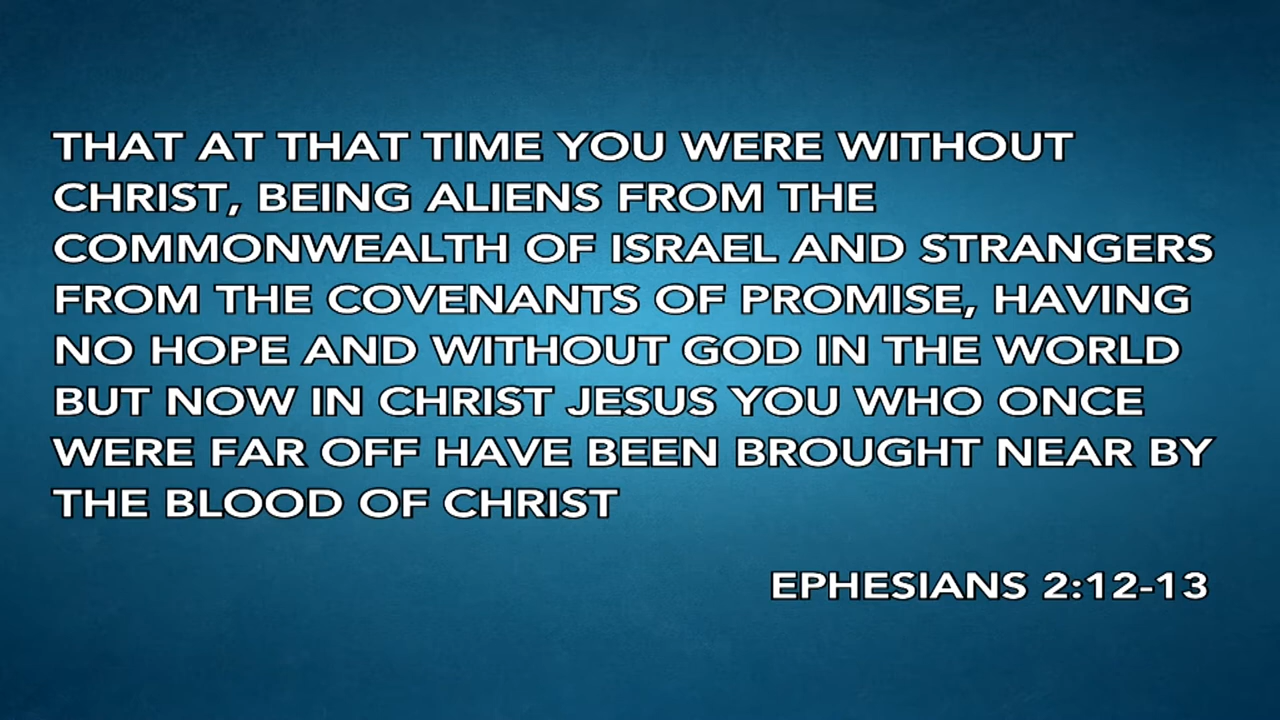 THAT AT THAT TIME YOU WERE WITHOUT
CHRIST, BEING ALIENS FROM THE
COMMONWEALTH OF ISRAEL AND STRANGERS
FROM THE COVENANTS OF PROMISE, HAVING
NO HOPE AND WITHOUT GOD IN THE WORLD
BUT NOW IN CHRIST JESUS YOU WHO ONCE
WERE FAR OFF HAVE BEEN BROUGHT NEAR BY
THE BLOOD OF CHRIST
EPHESIANS 2:12-13